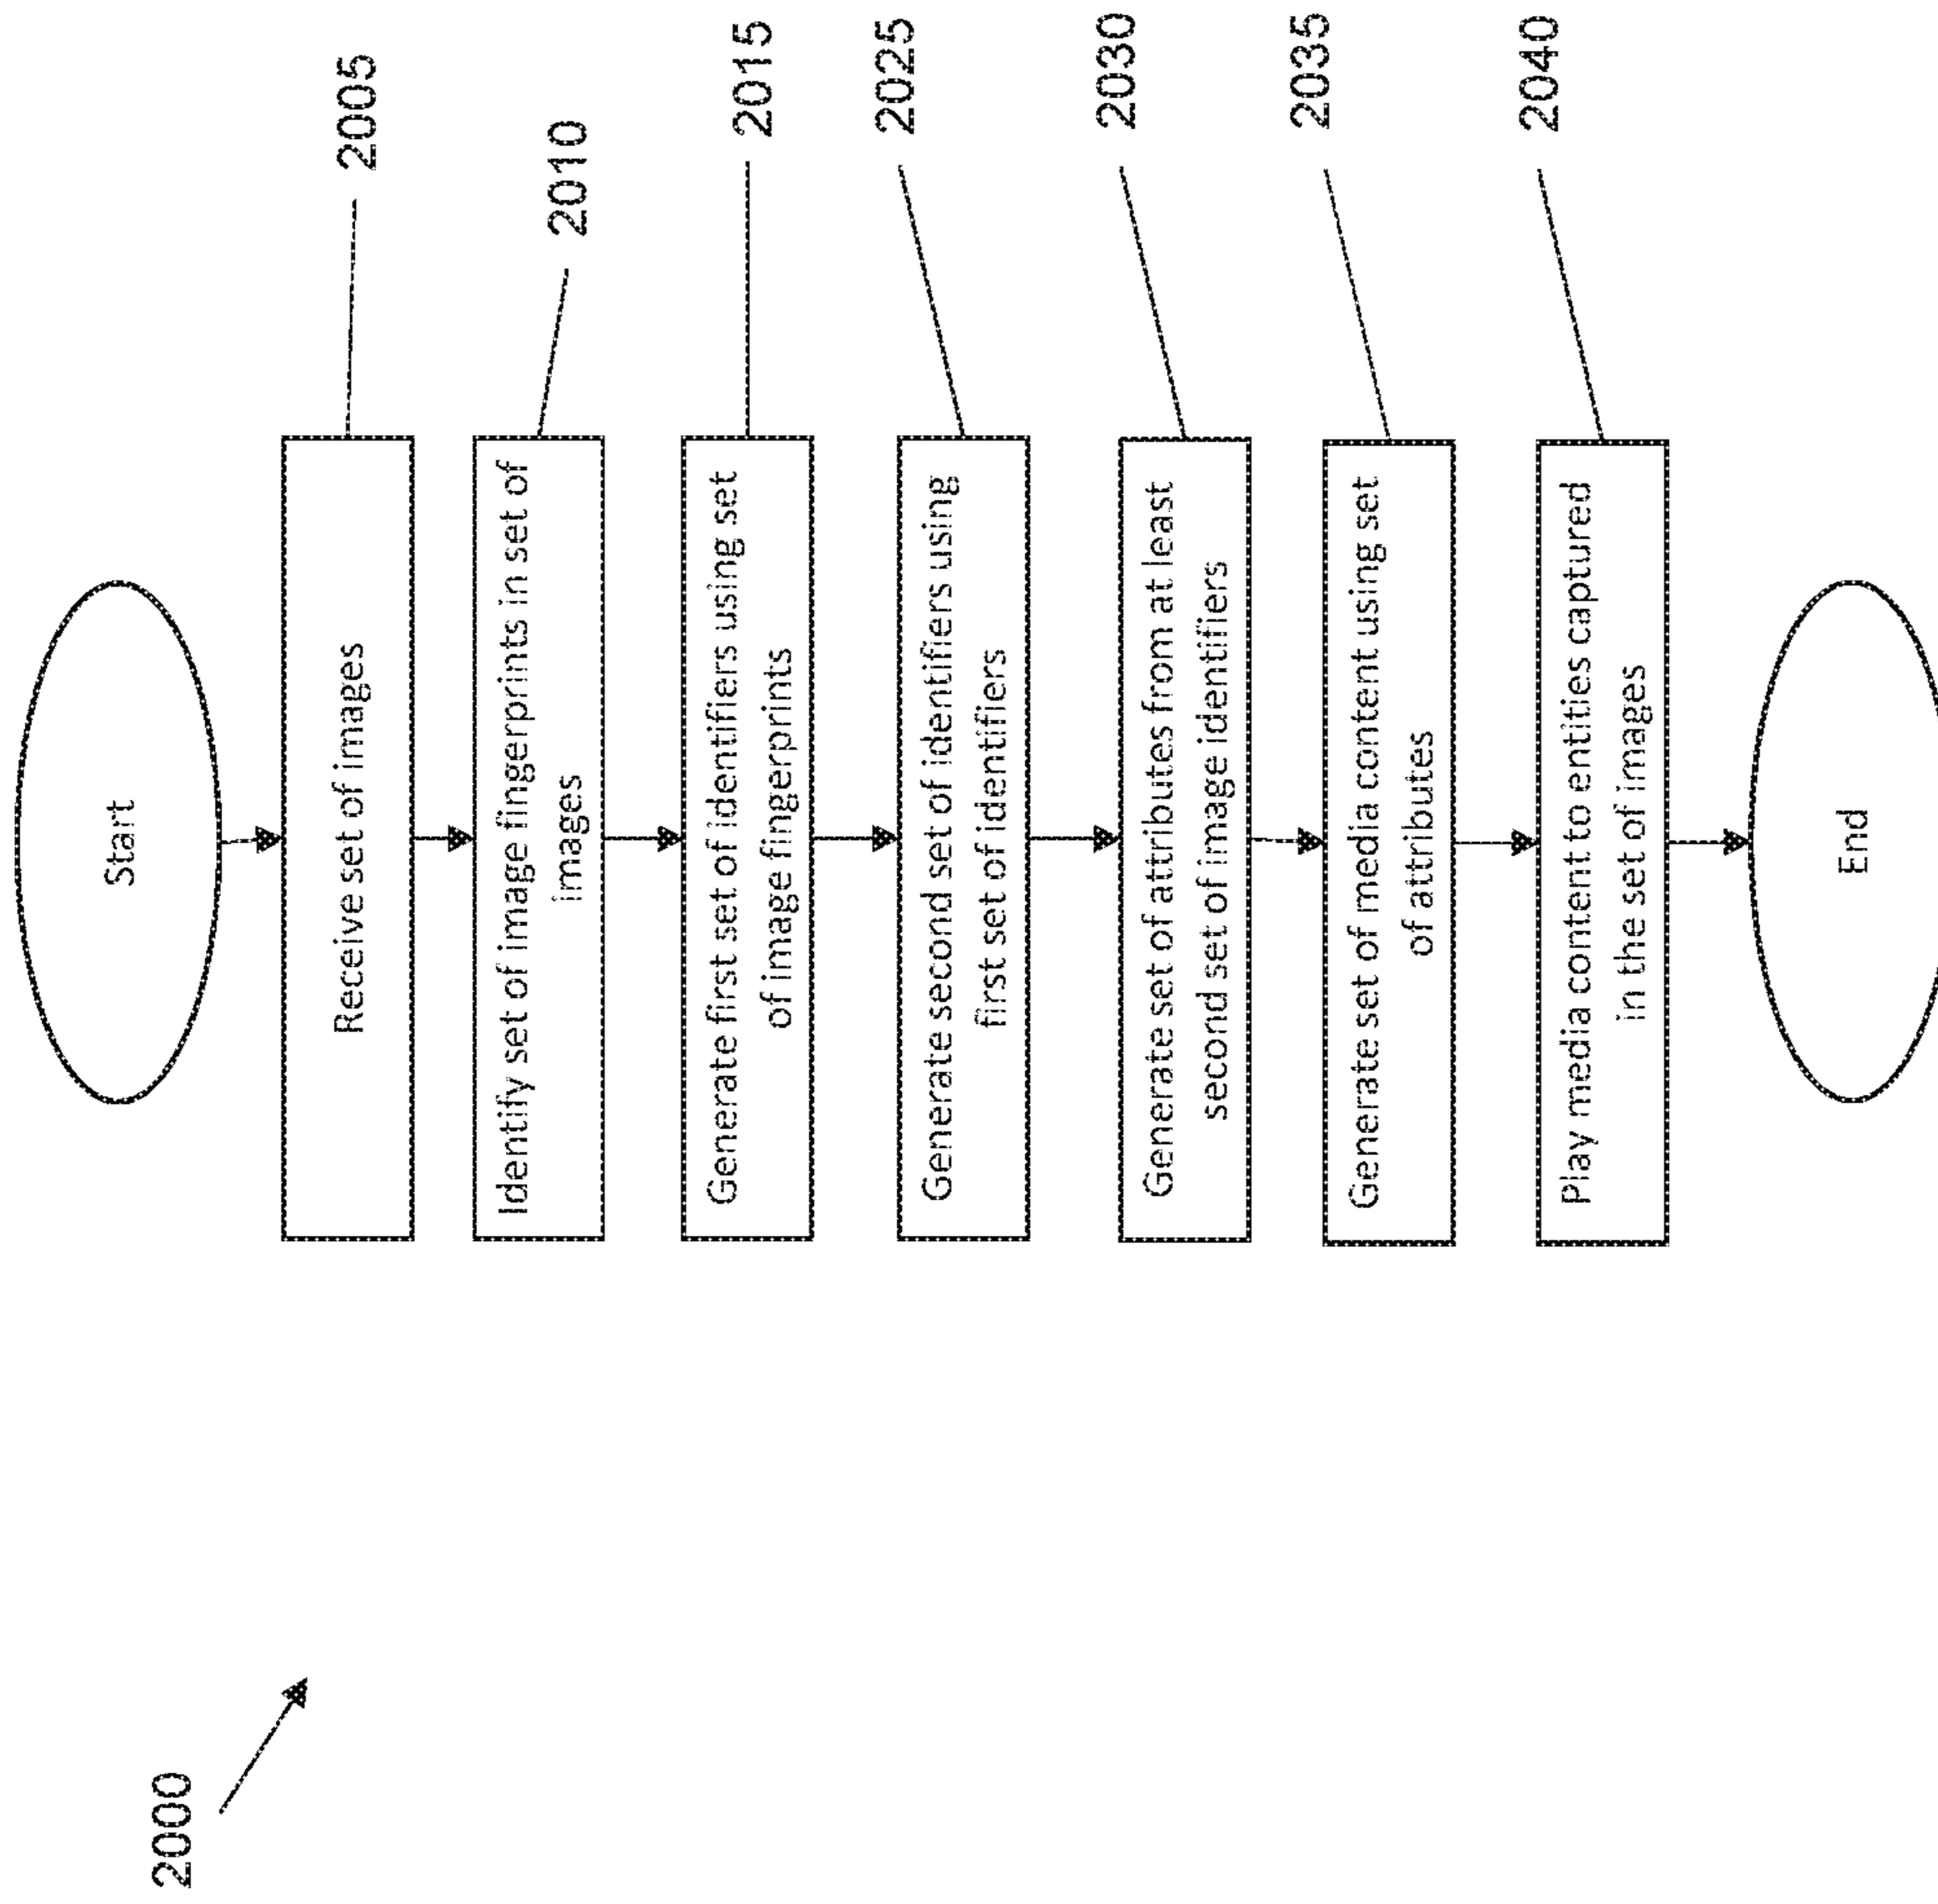 2000
Start
Receive set of images
2005
Identify set of image fingerprints in set of
images
2010
Generate first set of identifiers using set
of image fingerprints
2015
Generate second set of identifiers using
first set of identifiers
2025
Generate set of attributes from at least
second set of image identifiers
2030
Generate set of media content using set
of attributes
2035
Play media content to entities captured
in the set of images
2040
End